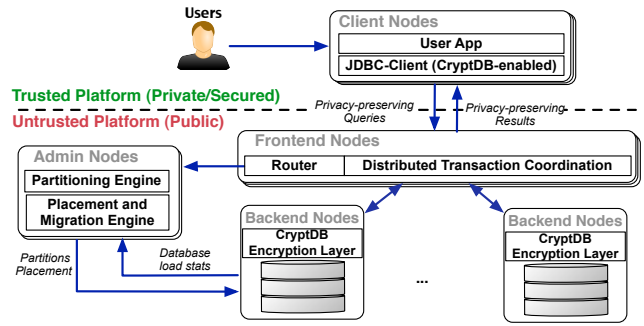 Users
Client Nodes
User App
JDBC-Client (CryptDB-enabled)
Trusted Platform (Private/Secured)
Untrusted Platform (Public)
Privacy-preserving
Queries
Privacy-preserving
Results
Frontend Nodes
Router
Distributed Transaction Coordination
Admin Nodes
Partitioning Engine
Placement and
Migration Engine
Partitions
Placement
Database
load stats
Backend Nodes
CryptDB
Encryption Layer
...
Backend Nodes
CryptDB
Encryption Layer